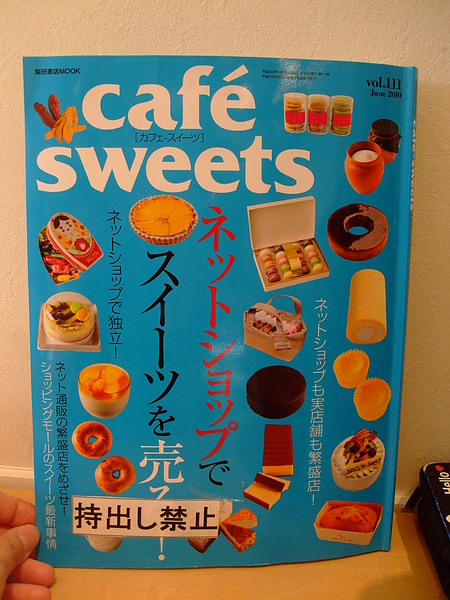 柴田書店MOOK
vol.111
June 2010
café
[カフェ-スイーツ]
sweets
ネットショップで
スイーツを売る!
ネットショップで独立!
ネットショップも実店舗も繁盛店!
ネット通販の繁盛店をめざせ!
ショッピングモールのスイーツ最新事情
持出し禁止
Hello